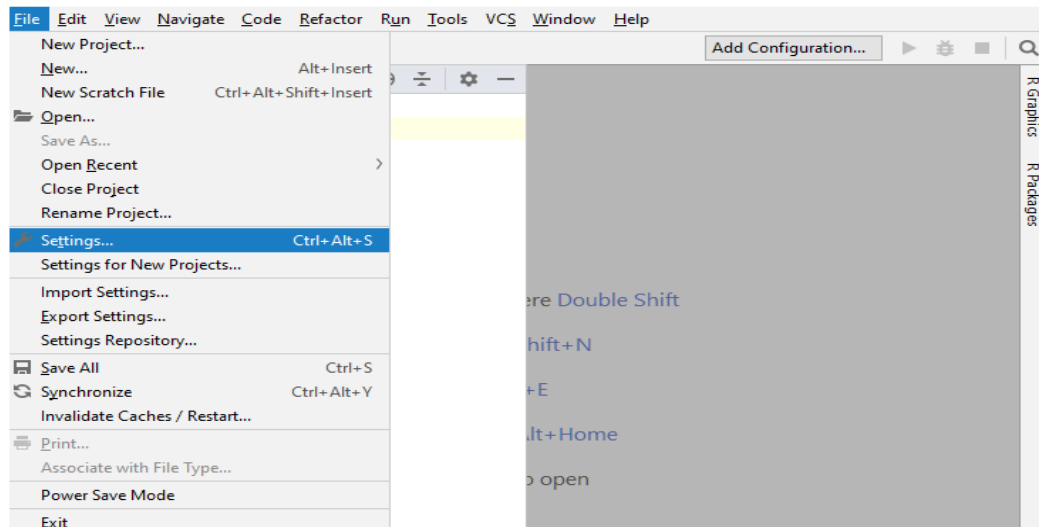 File Edit View Navigate Code Refactor Run Tools VCS Window Help
New Project...
Add Configuration...
New... Alt+Insert
New Scratch File Ctrl+Alt+Shift+Insert
Open...
Save As...
Open Recent
Close Project
Rename Project...
Settings... Ctrl+Alt+S
Settings for New Projects...
Import Settings...
Export Settings...
Settings Repository...
Save All Ctrl+S
Synchronize Ctrl+Alt+Y
Invalidate Caches / Restart...
Print...
Associate with File Type...
Power Save Mode
Exit
ere Double Shift
hift+N
+E
lt+Home
o open
R Graphics
R Packages